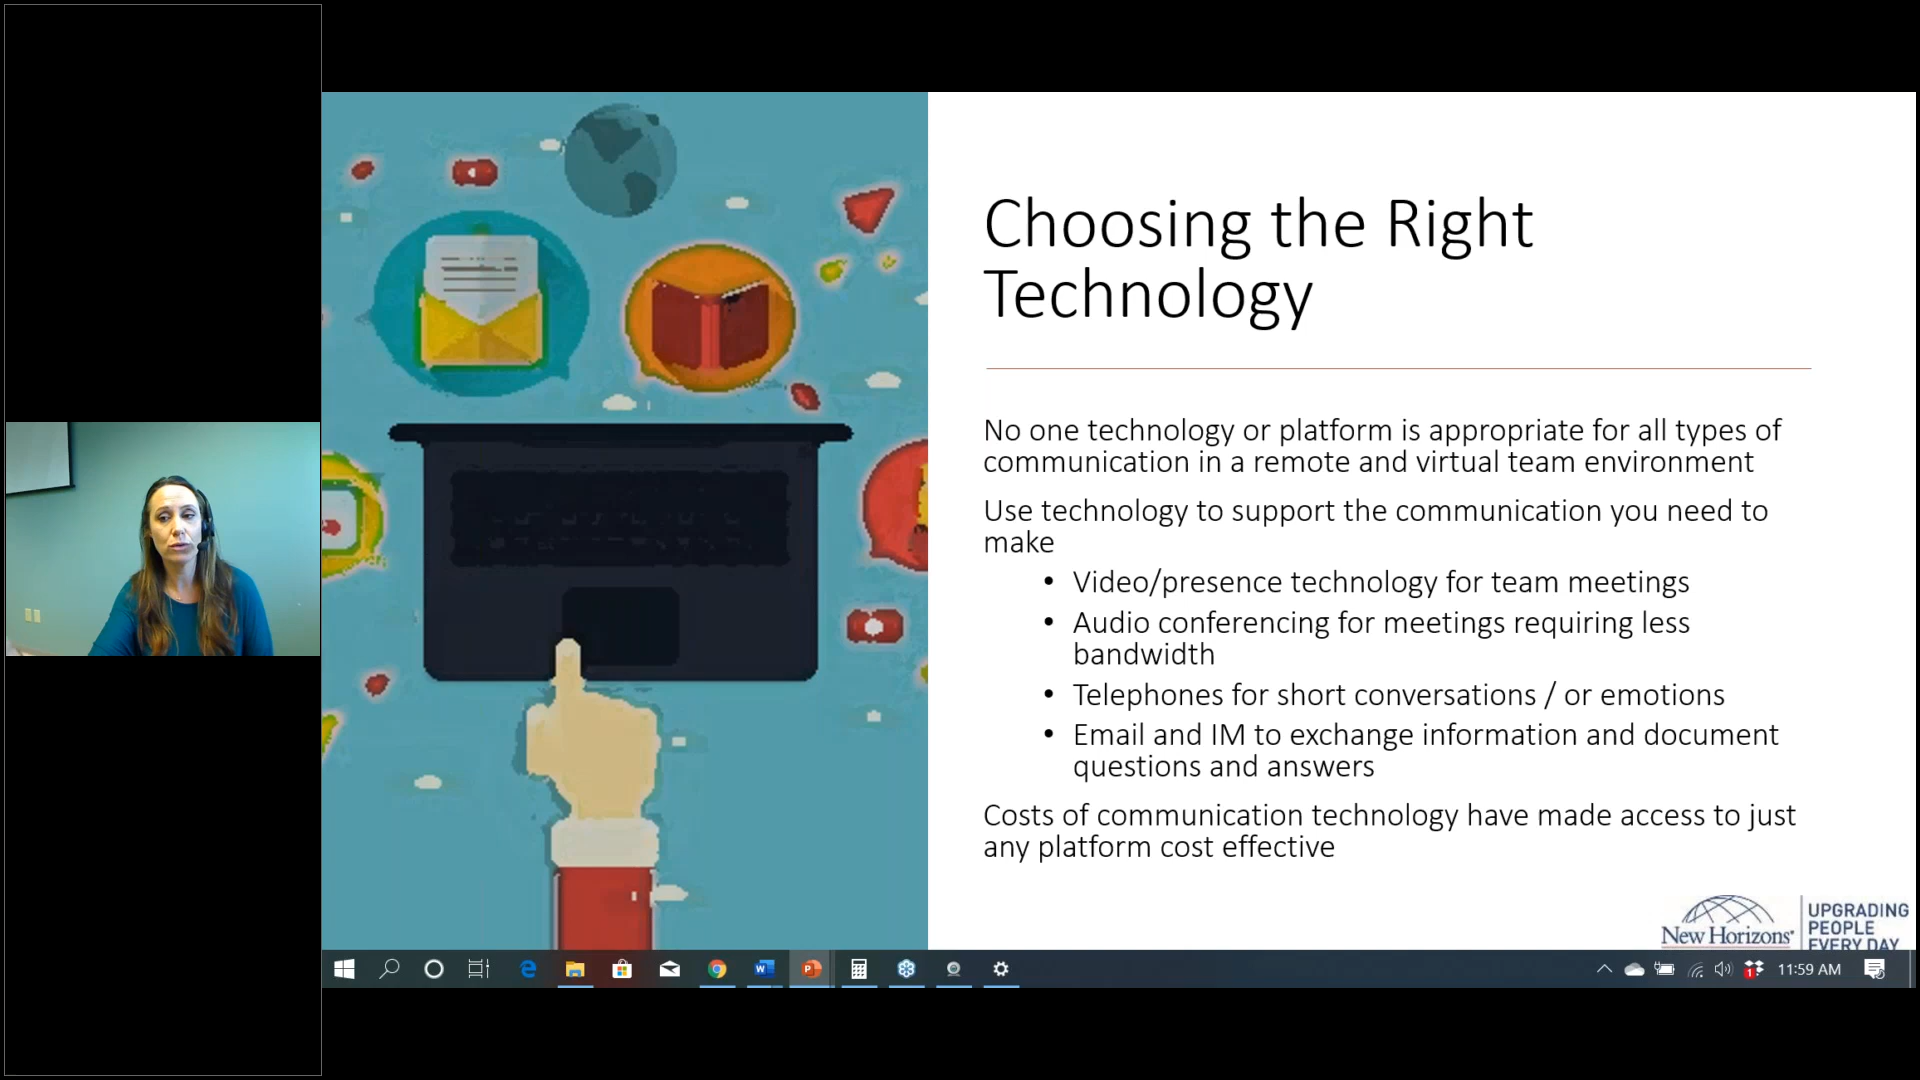 Choosing the Right
Technology
No one technology or platform is appropriate for all types of
communication in a remote and virtual team environment
Use technology to support the communication you need to
make
• Video/presence technology for team meetings
• Audio conferencing for meetings requiring less
bandwidth
• Telephones for short conversations / or emotions
• Email and IM to exchange information and document
questions and answers
Costs of communication technology have made access to just
any platform cost effective
New Horizons®
UPGRADING
PEOPLE
EVERY DAY
11:59 AM